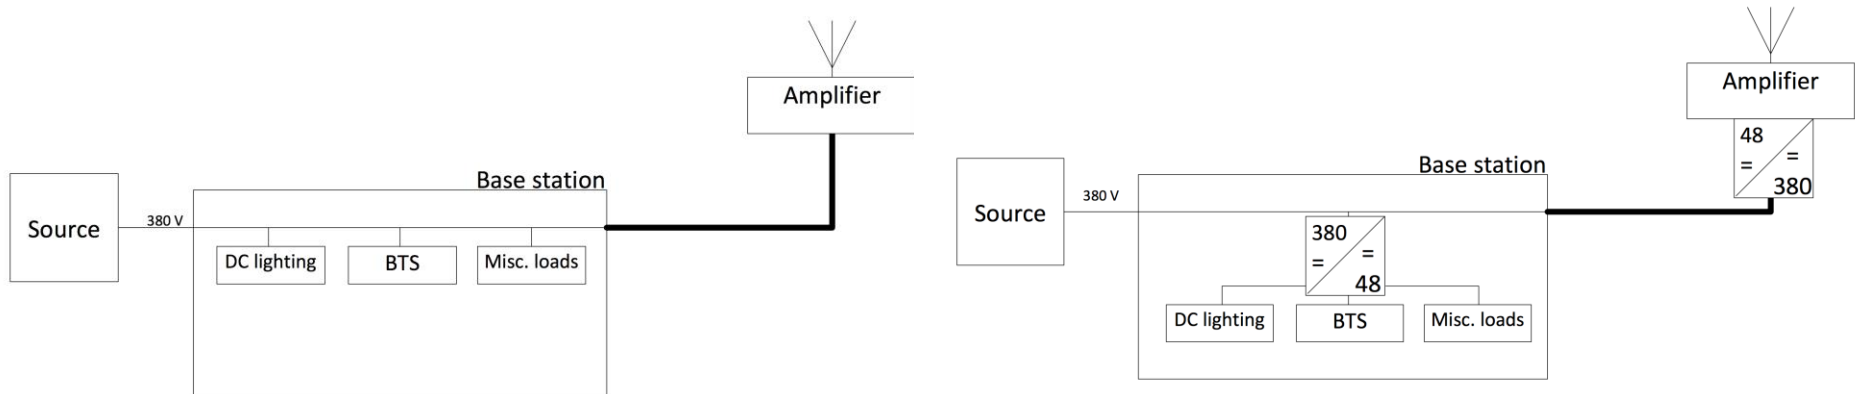 Amplifier
Base station
Source
380 V
DC lighting
BTS
Misc. loads
Amplifier
48
=
=
380
Base station
Source
380 V
380
=
=
48
DC lighting
BTS
Misc. loads